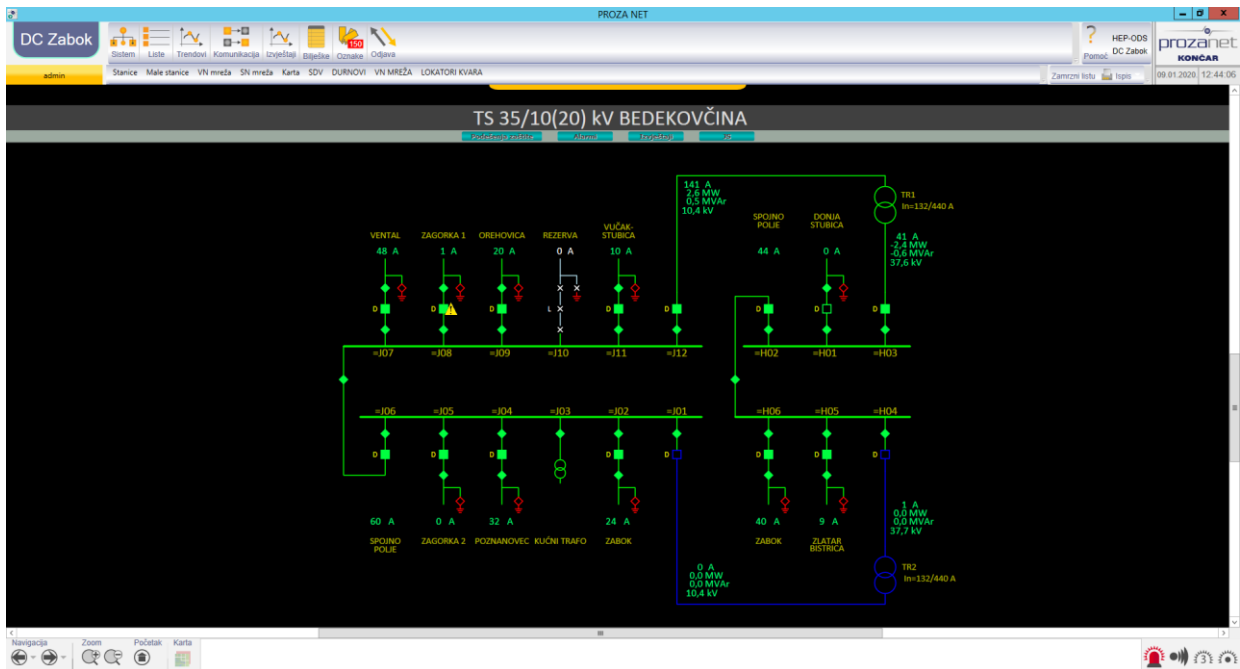 PROZA NET
DC Zabok
Sistem Liste Trendovi Komunikacija Izvještaji Bilješke Oznake Odjava
150
? Pomoć
HEP-ODS
DC Zabok
prozanet
KONČAR
admin
Stanice Male stanice VN mreža SN mreža Karta SDV DURNOVI VN MREŽA LOKATORI KVARA
Zamrzni listu Ispis
09.01.2020. 12:44:06
TS 35/10(20) kV BEDEKOVČINA
Podešenja zaštite Alarmi Izvještaji
141 A
2,6 MW
0,5 MVAr
10,4 kV
TR1
In=132/440 A
41 A
-2,4 MW
-0,6 MVAr
37,6 kV
VENTAL ZAGORKA 1 OREHOVICA REZERVA VUČAK-
STUBICA
SPOJNO
POLJE
DONJA
STUBICA
48 A 1 A 20 A 0 A 10 A 44 A 0 A
D D D L D D D D D
=J07 =J08 =J09 =J10 =J11 =J12 =H02 =H01 =H03
=J06 =J05 =J04 =J03 =J02 =J01 =H06 =H05 =H04
D D D D D D D D
60 A 0 A 32 A 24 A 40 A 9 A
SPOJNO
POLJE
ZAGORKA 2 POZNANOVEC KUĆNI TRAFO ZABOK ZABOK ZLATAR
BISTRICA
1 A
0,0 MW
0,0 MVAr
37,7 kV
0 A
0,0 MW
0,0 MVAr
10,4 kV
TR2
In=132/440 A
Navigacija Zoom Početak Karta
3